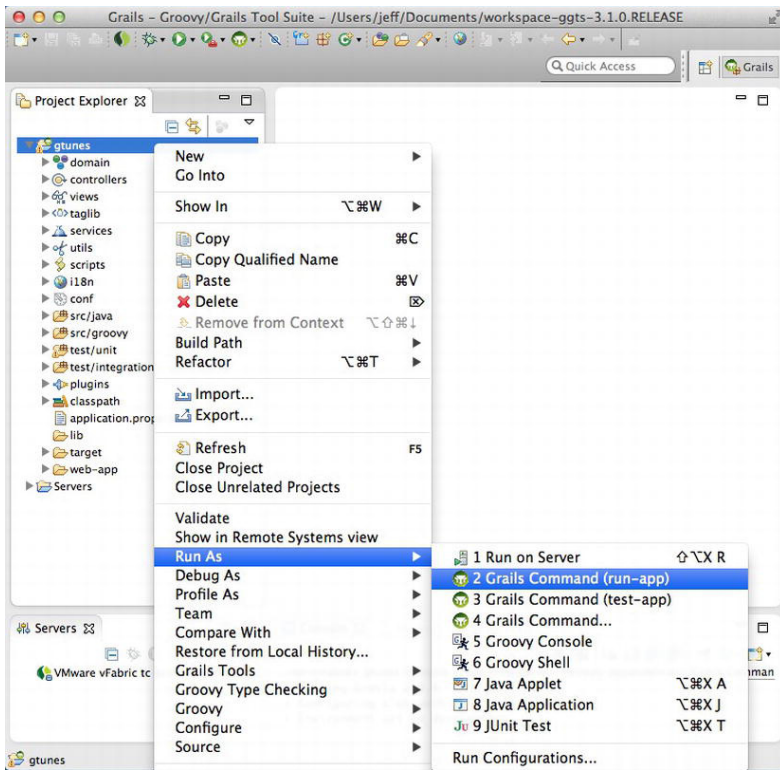 Grails - Groovy/Grails Tool Suite - /Users/jeff/Documents/workspace-ggts-3.1.0.RELEASE
Quick Access
Grails
Project Explorer
gtunes
domain
controllers
views
taglib
services
utils
scripts
i18n
conf
src/java
src/groovy
test/unit
test/integration
plugins
classpath
application.prop
lib
target
web-app
Servers
New
Go Into
Show In ⌥⌘W
Copy ⌘C
Copy Qualified Name
Paste ⌘V
Delete ⌦
Remove from Context ⌥⇧⌘↓
Build Path
Refactor ⌥⌘T
Import...
Export...
Refresh F5
Close Project
Close Unrelated Projects
Validate
Show in Remote Systems view
Run As
Debug As
Profile As
Team
Compare With
Restore from Local History...
Grails Tools
Groovy Type Checking
Groovy
Configure
Source
1 Run on Server ⇧⌥X R
2 Grails Command (run-app)
3 Grails Command (test-app)
4 Grails Command...
5 Groovy Console
6 Groovy Shell
7 Java Applet ⌥⌘X A
8 Java Application ⌥⌘X J
Ju 9 JUnit Test ⌥⌘X T
Run Configurations...
Servers
VMware vFabric tc
mman
gtunes